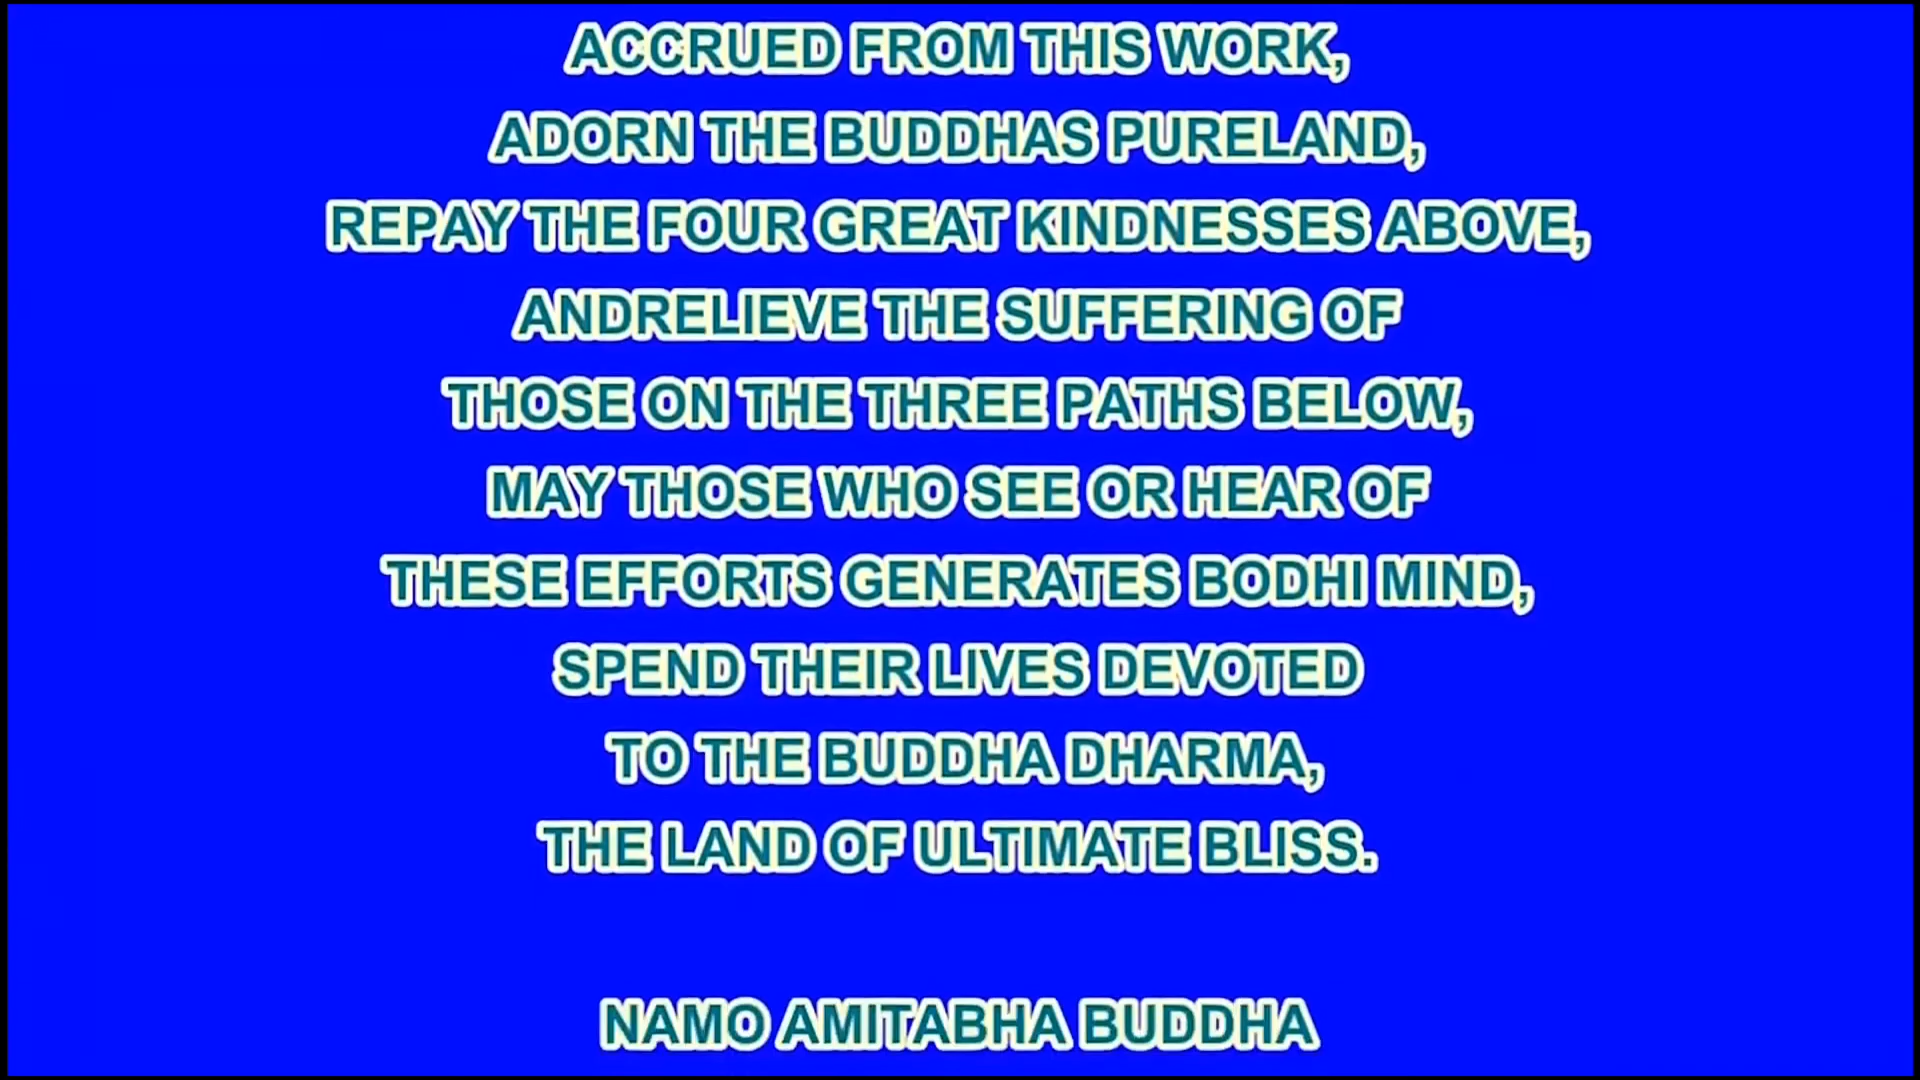 ACCRUED FROM THIS WORK,
ADORN THE BUDDHAS PURELAND,
REPAY THE FOUR GREAT KINDNESSES ABOVE,
ANDRELIEVE THE SUFFERING OF
THOSE ON THE THREE PATHS BELOW,
MAY THOSE WHO SEE OR HEAR OF
THESE EFFORTS GENERATES BODHI MIND,
SPEND THEIR LIVES DEVOTED
TO THE BUDDHA DHARMA,
THE LAND OF ULTIMATE BLISS.
NAMO AMITABHA BUDDHA